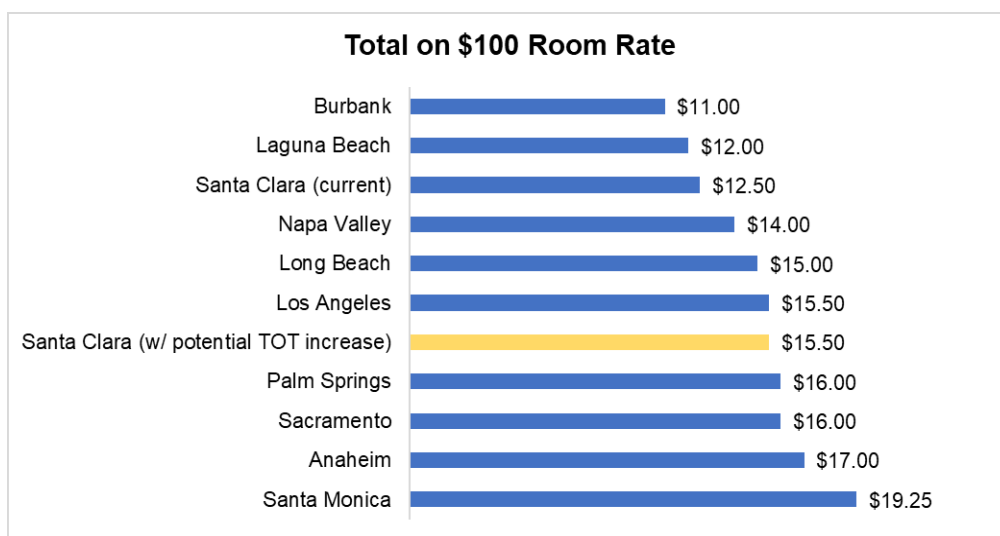 Total on $100 Room Rate
Burbank $11.00
Laguna Beach $12.00
Santa Clara (current) $12.50
Napa Valley $14.00
Long Beach $15.00
Los Angeles $15.50
Santa Clara (w/ potential TOT increase) $15.50
Palm Springs $16.00
Sacramento $16.00
Anaheim $17.00
Santa Monica $19.25